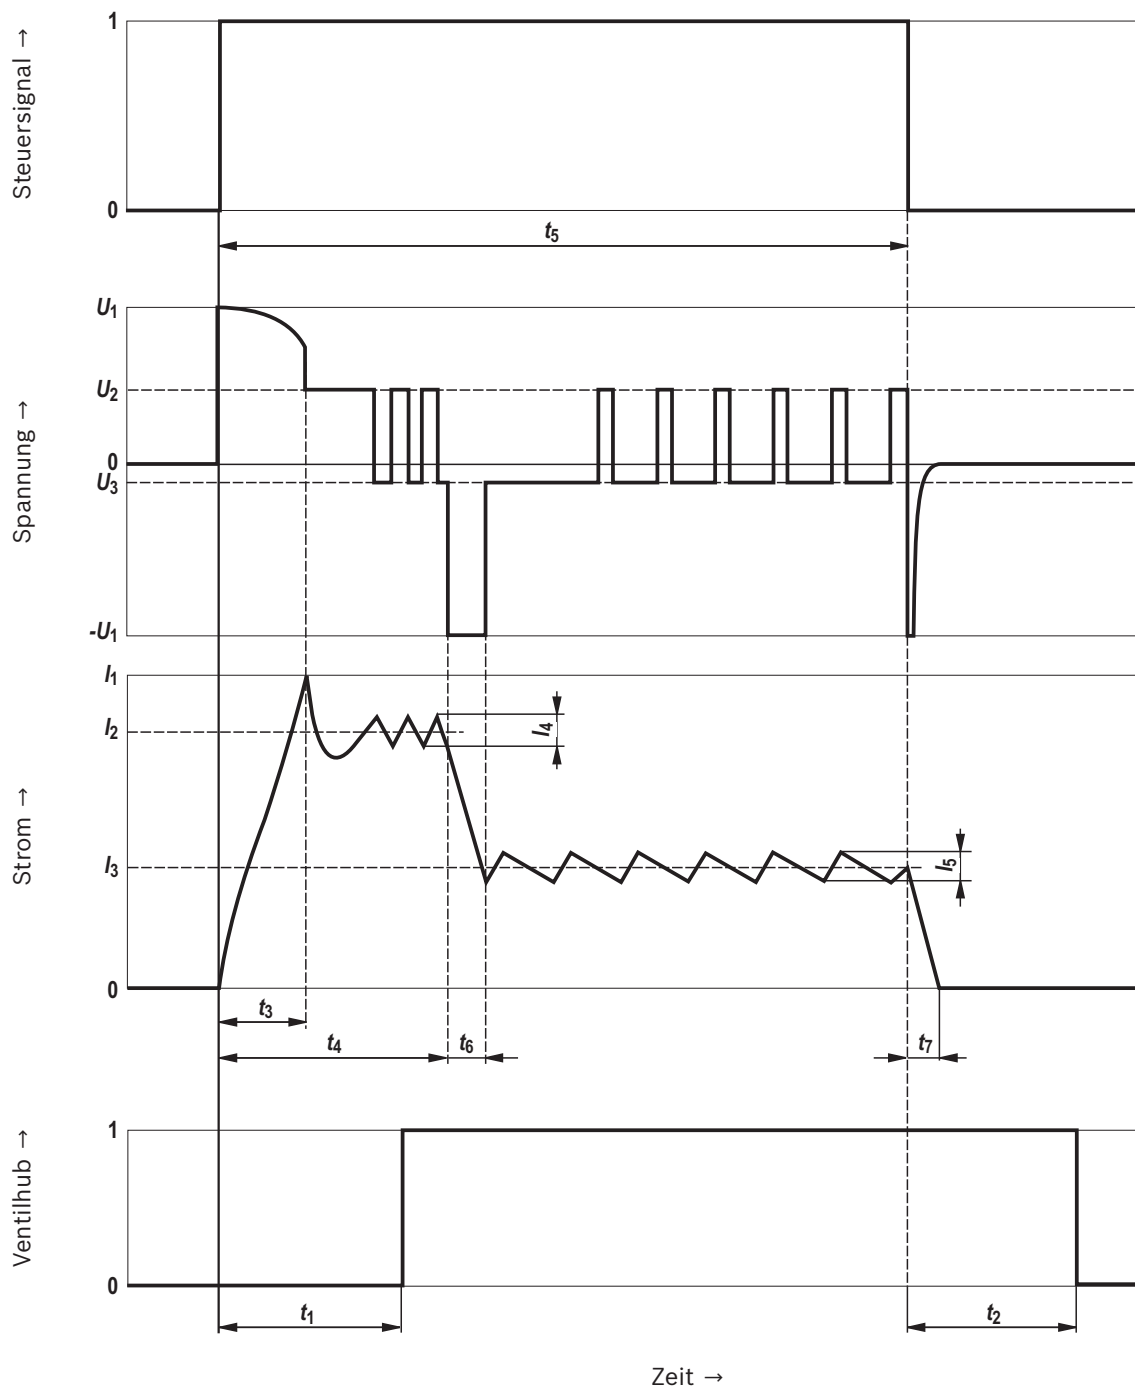 1
Steuersignal →
0
t5
U1
U2
Spannung →
0
U3
-U1
I1
I2
I4
Strom →
I3
I5
0
t3
t4
t6
t7
1
Ventilhub →
0
t1
t2
Zeit →